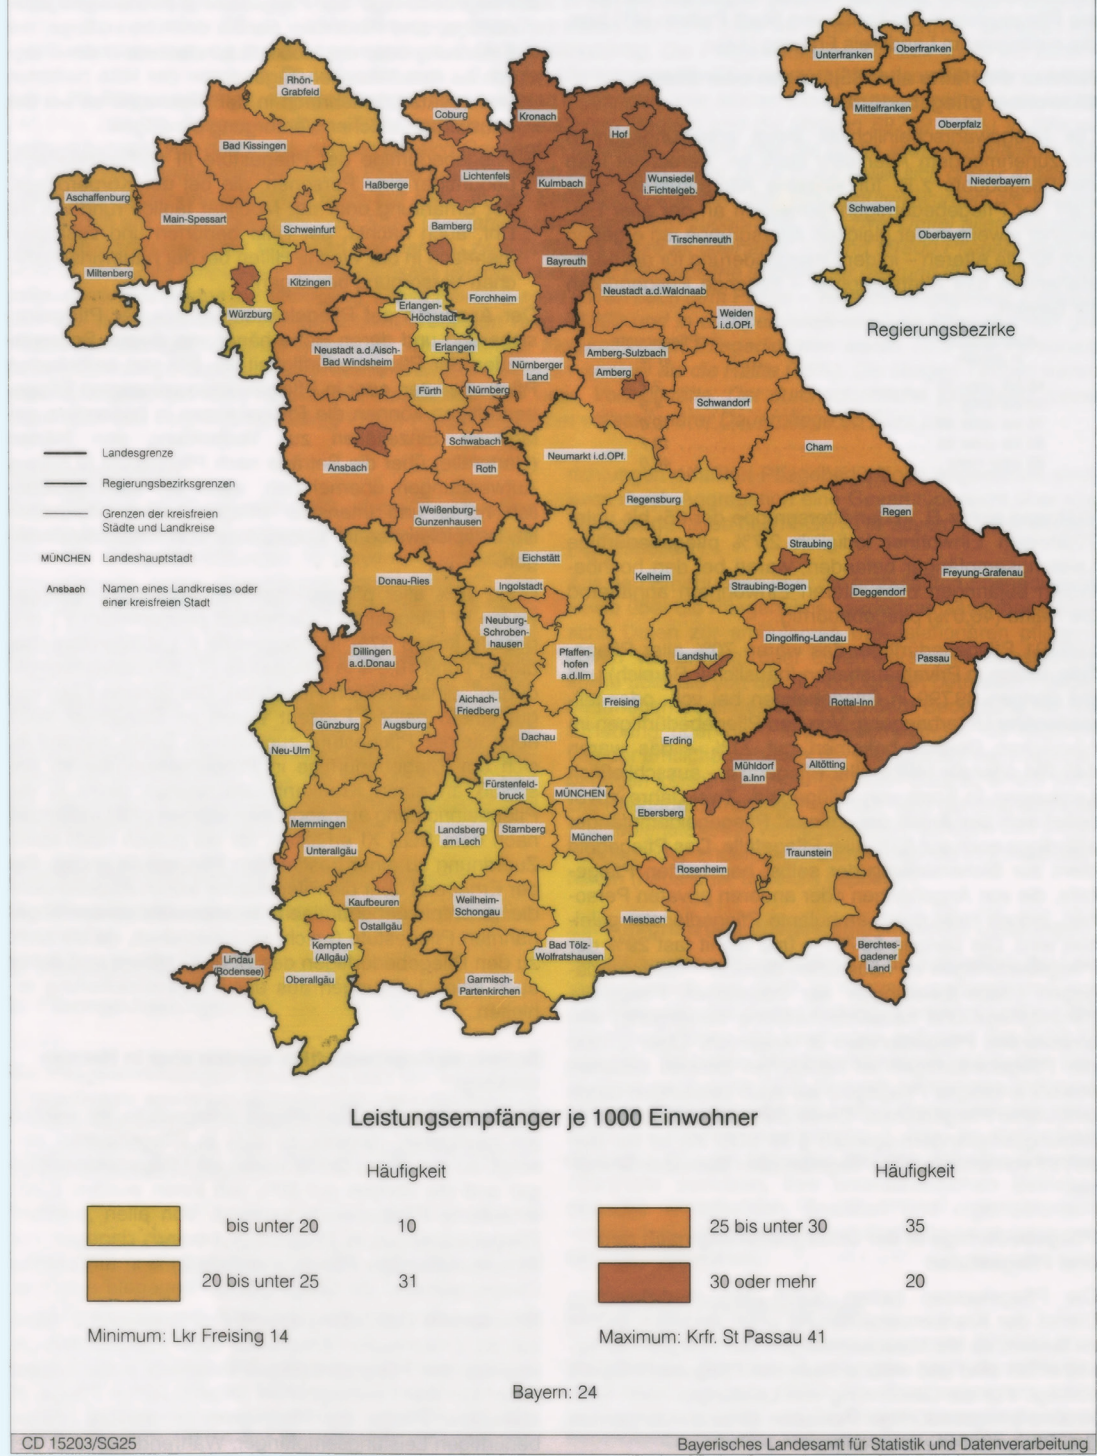 Unterfranken
Oberfranken
Mittelfranken
Oberpfalz
Niederbayern
Schwaben
Oberbayern
Regierungsbezirke
Rhön-
Grabfeld
Coburg
Kronach
Hof
Bad Kissingen
Lichtenfels
Kulmbach
Wunsiedel
i.Fichtelgeb.
Haßberge
Aschaffenburg
Main-Spessart
Schweinfurt
Bamberg
Tirschenreuth
Bayreuth
Miltenberg
Kitzingen
Neustadt a.d.Waldnaab
Forchheim
Erlangen-
Höchstadt
Würzburg
Weiden
i.d.OPf.
Erlangen
Neustadt a.d.Aisch-
Bad Windsheim
Amberg-Sulzbach
Nürnberger
Land
Amberg
Fürth
Nürnberg
Schwandorf
Schwabach
Cham
Neumarkt i.d.OPf.
Ansbach
Roth
Regensburg
Regen
Weißenburg-
Gunzenhausen
Straubing
Eichstätt
Freyung-Grafenau
Donau-Ries
Kelheim
Ingolstadt
Straubing-Bogen
Deggendorf
Neuburg-
Schroben-
hausen
Dingolfing-Landau
Dillingen
a.d.Donau
Pfaffen-
hofen
a.d.Ilm
Landshut
Passau
Aichach-
Friedberg
Freising
Rottal-Inn
Günzburg
Augsburg
Dachau
Erding
Neu-Ulm
Mühldorf
a.Inn
Altötting
Fürstenfeld-
bruck
MÜNCHEN
Ebersberg
Memmingen
Landsberg
am Lech
Starnberg
München
Unterallgäu
Traunstein
Rosenheim
Kaufbeuren
Weilheim-
Schongau
Ostallgäu
Miesbach
Kempten
(Allgäu)
Bad Tölz-
Wolfratshausen
Berchtes-
gadener
Land
Lindau
(Bodensee)
Oberallgäu
Garmisch-
Partenkirchen
Landesgrenze
Regierungsbezirksgrenzen
Grenzen der kreisfreien
Städte und Landkreise
MÜNCHEN Landeshauptstadt
Ansbach Namen eines Landkreises oder
einer kreisfreien Stadt
Leistungsempfänger je 1000 Einwohner
Häufigkeit Häufigkeit
bis unter 20 10 25 bis unter 30 35
20 bis unter 25 31 30 oder mehr 20
Minimum: Lkr Freising 14 Maximum: Krfr. St Passau 41
Bayern: 24
CD 15203/SG25 Bayerisches Landesamt für Statistik und Datenverarbeitung